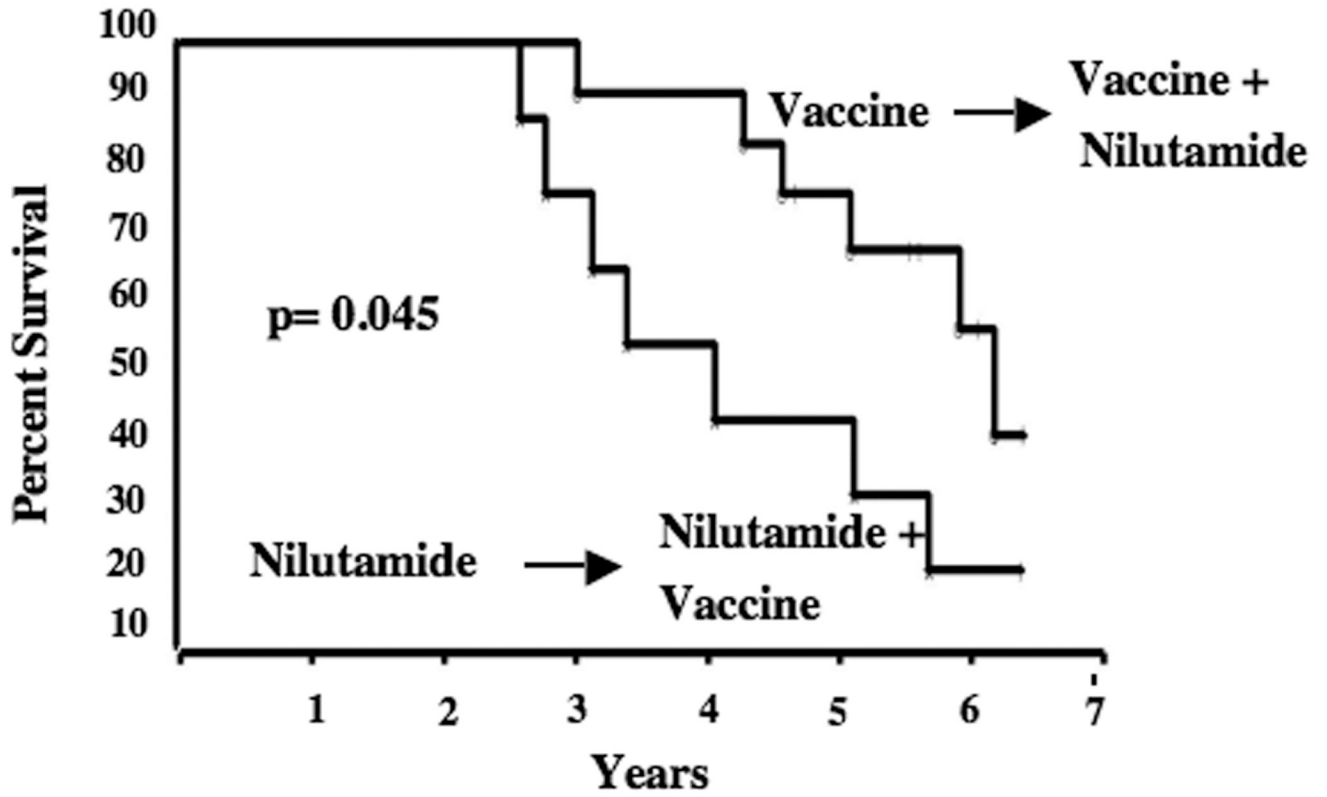 100
90
80
70
60
50
40
30
20
10
Percent Survival
Vaccine
Vaccine +
Nilutamide
p= 0.045
Nilutamide
Nilutamide +
Vaccine
1 2 3 4 5 6 7
Years